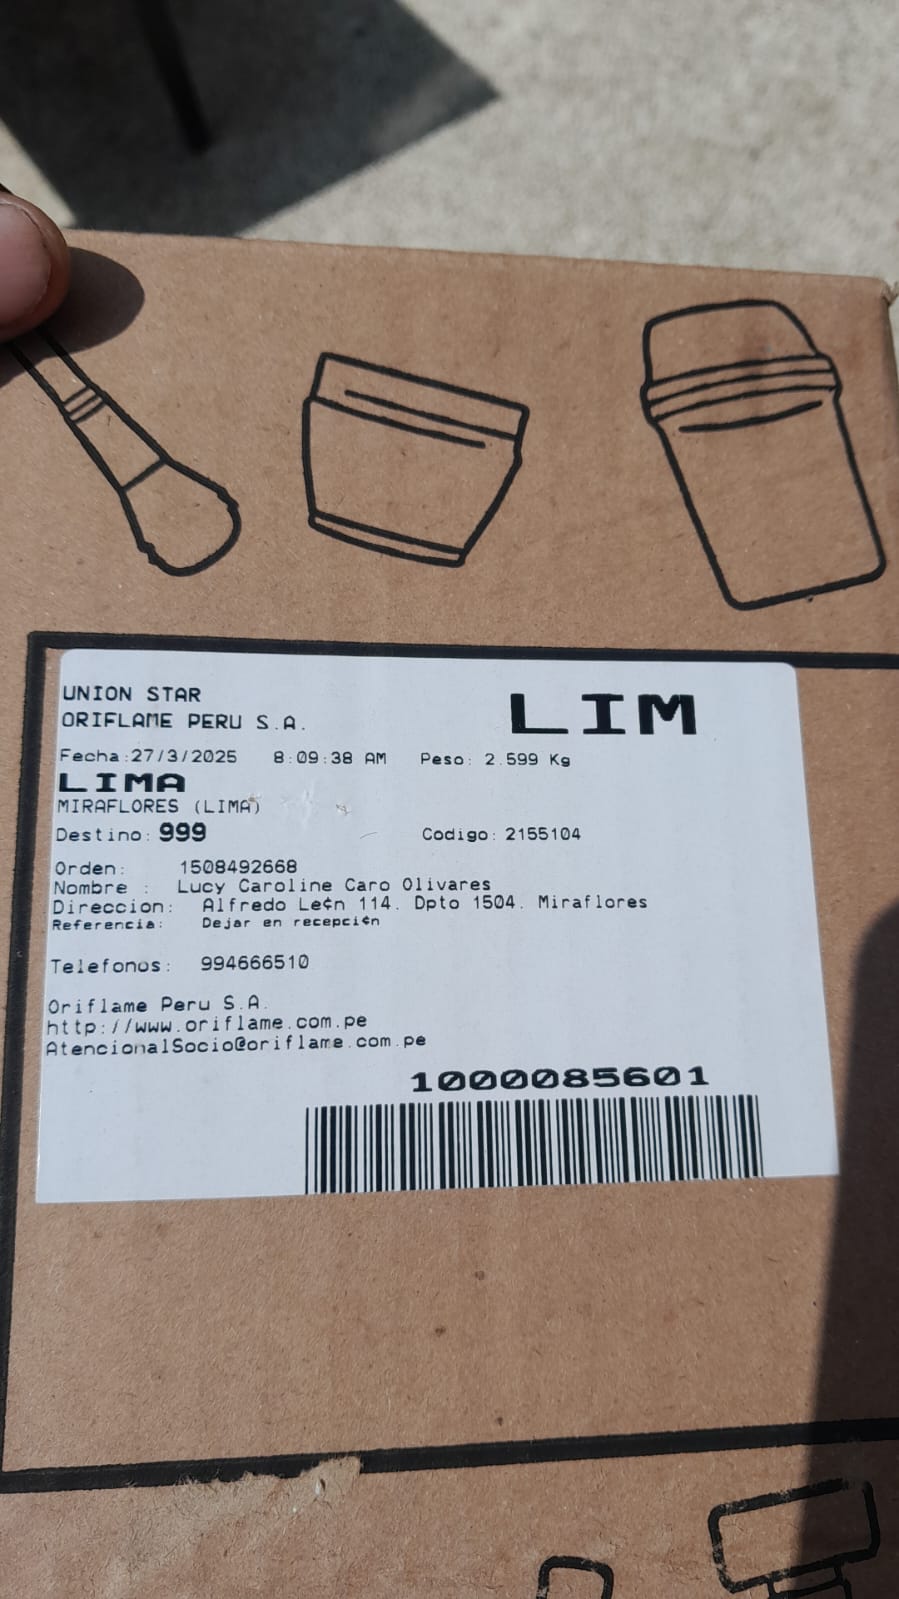 UNION STAR
LIM
ORIFLAME PERU S.A.
Fecha:27/3/2025 8:09:38 AM Peso: 2.599 Kg
LIMA
MIRAFLORES (LIMA)
Destino: 999 Codigo: 2155104
Orden: 1508492668
Nombre : Lucy Caroline Caro Olivares
Direccion: Alfredo Le¢n 114. Dpto 1504. Miraflores
Referencia: Dejar en recepci¢n
Telefonos: 994666510
Oriflame Peru S.A.
http://www.oriflame.com.pe
AtencionalSocio@oriflame.com.pe
1000085601